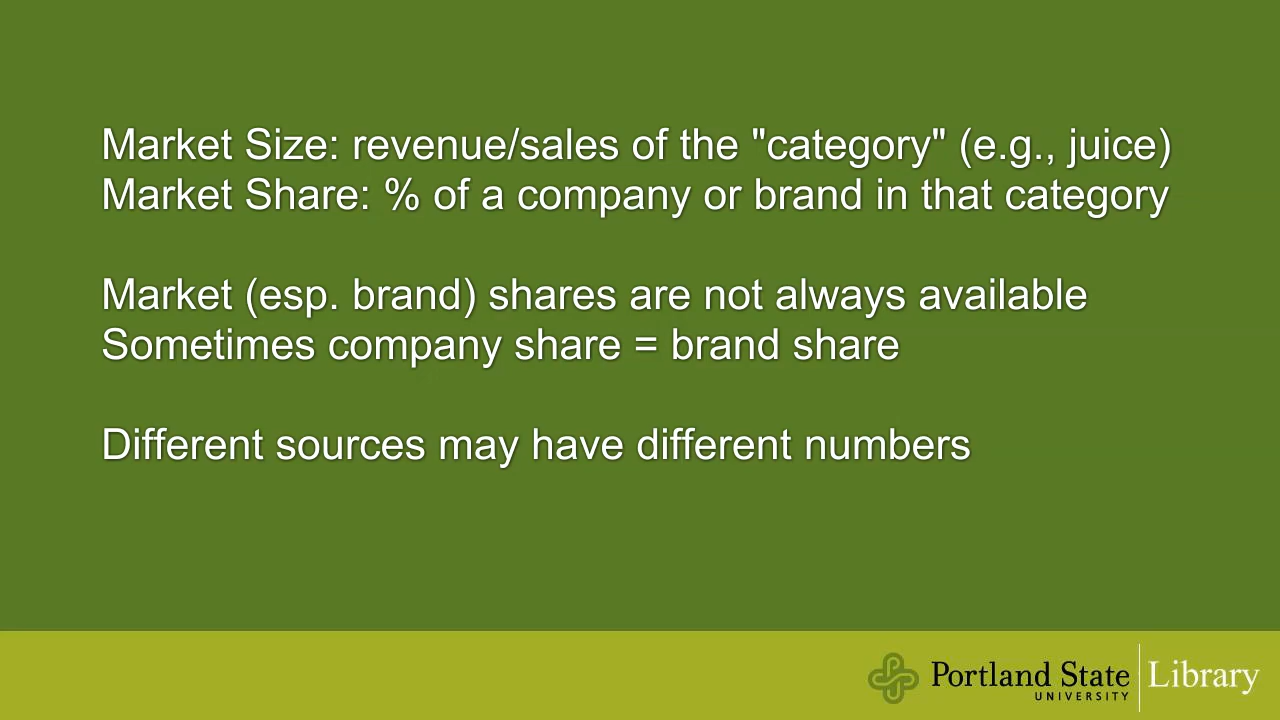 Market Size: revenue/sales of the "category" (e.g., juice)
Market Share: % of a company or brand in that category
Market (esp. brand) shares are not always available
Sometimes company share = brand share
Different sources may have different numbers
Portland State
UNIVERSITY
Library